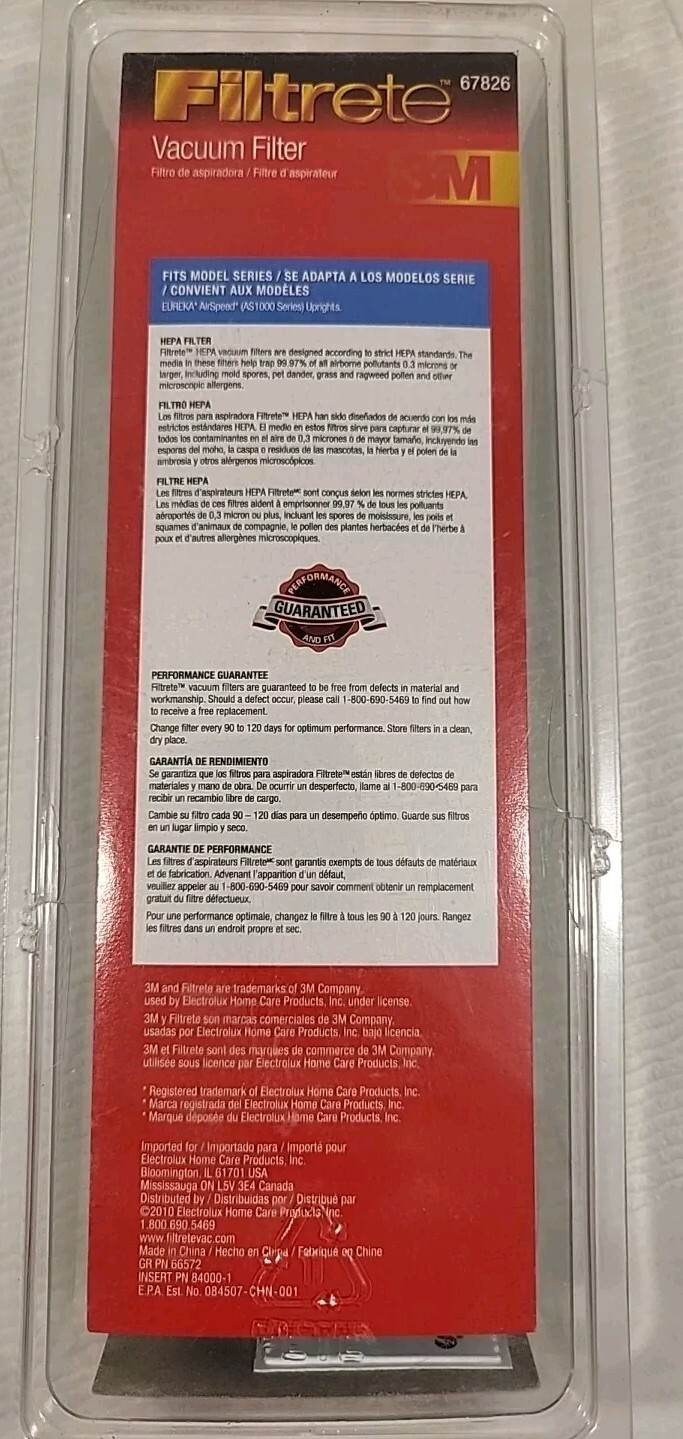 Filtrete™ 67826
Vacuum Filter
Filtro de aspiradora / Filtre d'aspirateur
3M
FITS MODEL SERIES / SE ADAPTA A LOS MODELOS SERIE
/ CONVIENT AUX MODÈLES
EUREKA* AirSpeed* (AS1000 Series) Uprights.
HEPA FILTER
Filtrete™ HEPA vacuum filters are designed according to strict HEPA standards. The
media in these filters help trap 99.97% of all airborne pollutants 0.3 microns or
larger, including mold spores, pet dander, grass and ragweed pollen and other
microscopic allergens.
FILTRO HEPA
Los filtros para aspiradora Filtrete™ HEPA han sido diseñados de acuerdo con los más
estrictos estándares HEPA. El medio en estos filtros sirve para capturar el 99,97% de
todos los contaminantes en el aire de 0,3 micrones o de mayor tamaño, incluyendo las
esporas del moho, la caspa o residuos de las mascotas, la hierba y el polen de la
ambrosia y otros alérgenos microscópicos.
FILTRE HEPA
Les filtres d'aspirateurs HEPA Filtreteᴹᶜ sont conçus selon les normes strictes HEPA.
Les médias de ces filtres aident à emprisonner 99,97 % de tous les polluants
aéroportés de 0,3 micron ou plus, incluant les spores de moisissure, les poils et
squames d'animaux de compagnie, le pollen des plantes herbacées et de l'herbe à
poux et d'autres allergènes microscopiques.
PERFORMANCE
GUARANTEED
AND FIT
PERFORMANCE GUARANTEE
Filtrete™ vacuum filters are guaranteed to be free from defects in material and
workmanship. Should a defect occur, please call 1-800-690-5469 to find out how
to receive a free replacement.
Change filter every 90 to 120 days for optimum performance. Store filters in a clean,
dry place.
GARANTÍA DE RENDIMIENTO
Se garantiza que los filtros para aspiradora Filtrete™ están libres de defectos de
materiales y mano de obra. De ocurrir un desperfecto, llame al 1-800-690-5469 para
recibir un recambio libre de cargo.
Cambie su filtro cada 90 – 120 días para un desempeño óptimo. Guarde sus filtros
en un lugar limpio y seco.
GARANTIE DE PERFORMANCE
Les filtres d'aspirateurs Filtreteᴹᶜ sont garantis exempts de tous défauts de matériaux
et de fabrication. Advenant l'apparition d'un défaut,
veuillez appeler au 1-800-690-5469 pour savoir comment obtenir un remplacement
gratuit du filtre défectueux.
Pour une performance optimale, changez le filtre à tous les 90 à 120 jours. Rangez
les filtres dans un endroit propre et sec.
3M and Filtrete are trademarks of 3M Company,
used by Electrolux Home Care Products, Inc. under license.
3M y Filtrete son marcas comerciales de 3M Company,
usadas por Electrolux Home Care Products, Inc. bajo licencia.
3M et Filtrete sont des marques de commerce de 3M Company,
utilisée sous licence par Electrolux Home Care Products, Inc.
* Registered trademark of Electrolux Home Care Products, Inc.
* Marca registrada del Electrolux Home Care Products, Inc.
* Marque déposée du Electrolux Home Care Products, Inc.
Imported for / Importado para / Importé pour
Electrolux Home Care Products, Inc.
Bloomington, IL 61701 USA
Mississauga ON L5V 3E4 Canada
Distributed by / Distribuidas por / Distribué par
©2010 Electrolux Home Care Products, Inc.
1.800.690.5469
www.filtretevac.com
Made in China / Hecho en China / Fabriqué en Chine
GR PN 66572
INSERT PN 84000-1
E.P.A. Est. No. 084507-CHN-001